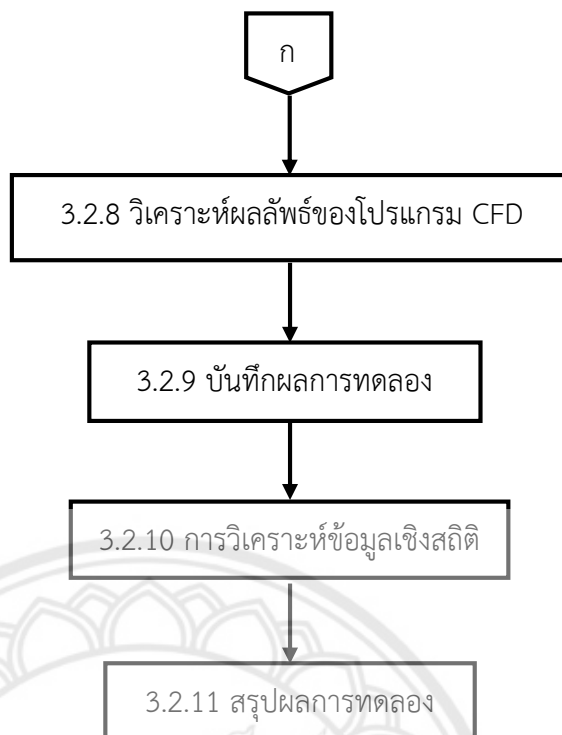 ก
3.2.8 วิเคราะห์ผลลัพธ์ของโปรแกรม CFD
3.2.9 บันทึกผลการทดลอง
3.2.10 การวิเคราะห์ข้อมูลเชิงสถิติ
3.2.11 สรุปผลการทดลอง